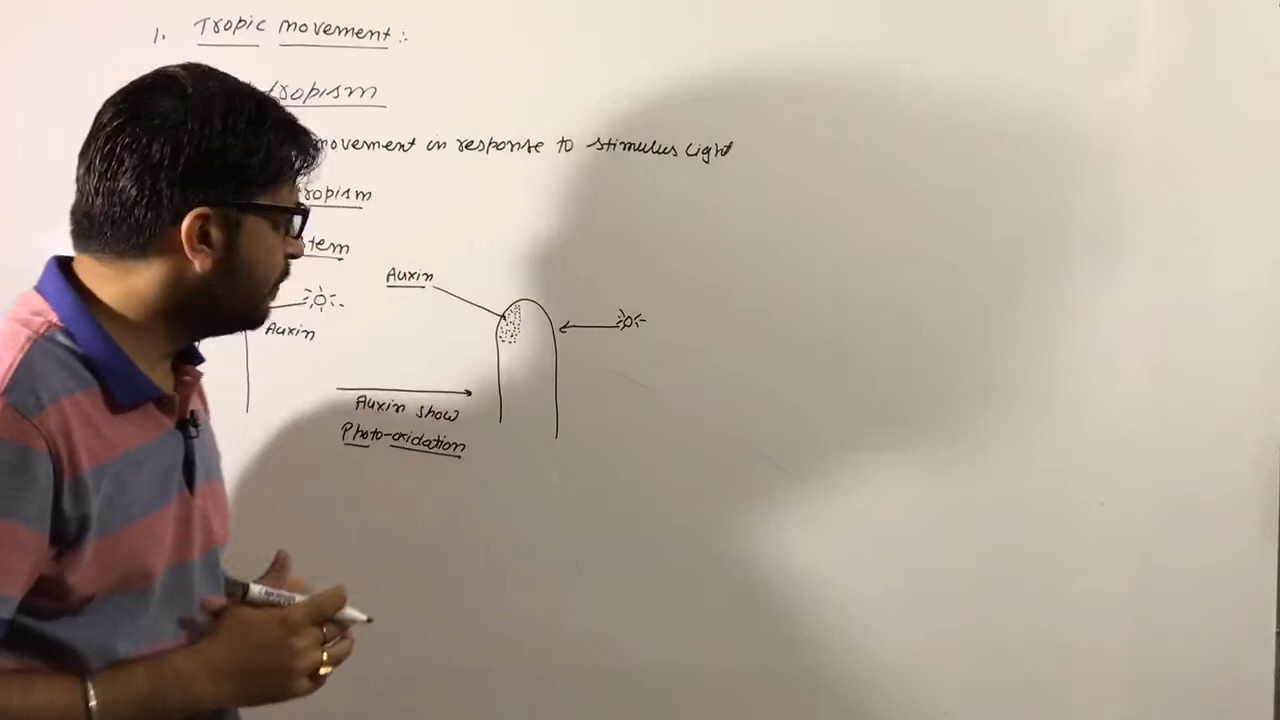 1. Tropic movement :
tropism
movement in response to stimulus Light
ropism
tem
Auxin
Auxin
Auxin show
Photo-oxidation